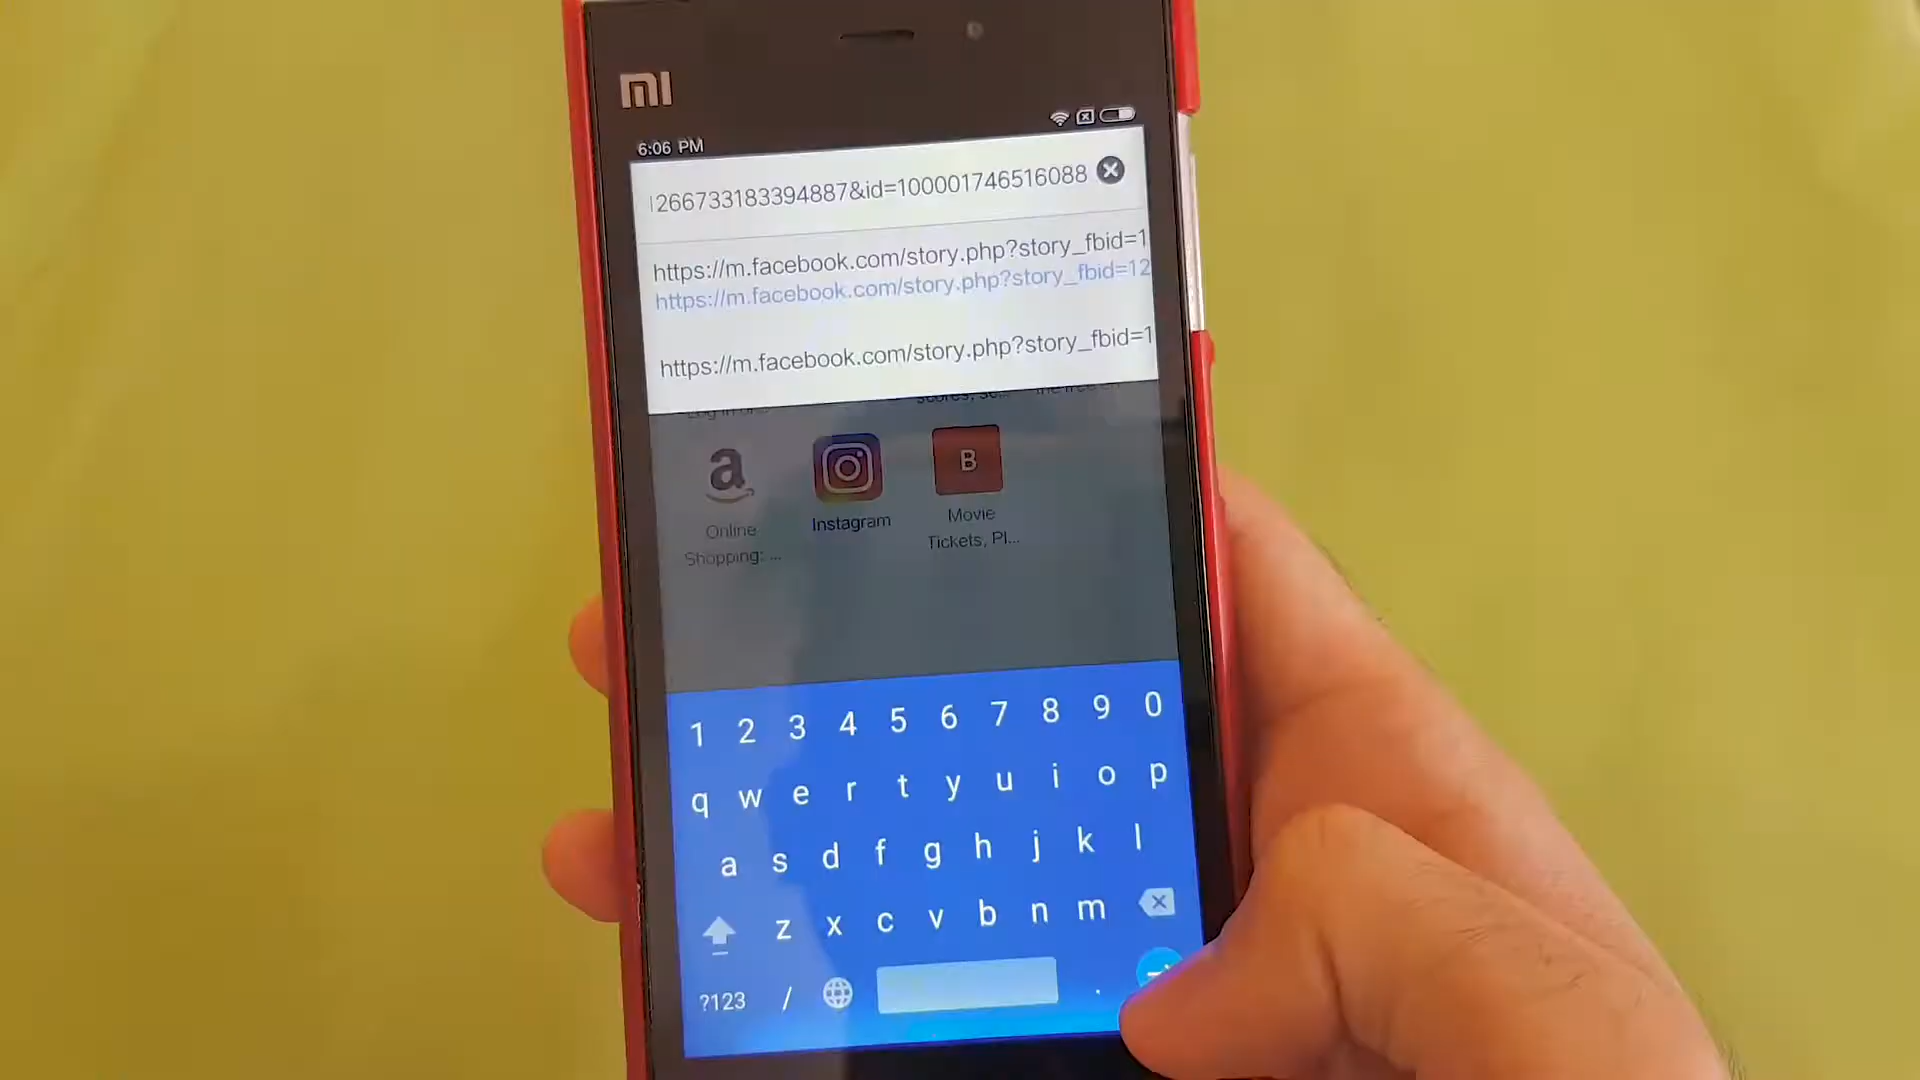 mi
6:06 PM
1266733183394887&id=100001746516088
https://m.facebook.com/story.php?story_fbid=1
https://m.facebook.com/story.php?story_fbid=12
https://m.facebook.com/story.php?story_fbid=1
a B
Online Instagram Movie
Shopping: ... Tickets, Pl...
1 2 3 4 5 6 7 8 9 0
q w e r t y u i o p
a s d f g h j k l
z x c v b n m
?123 / .